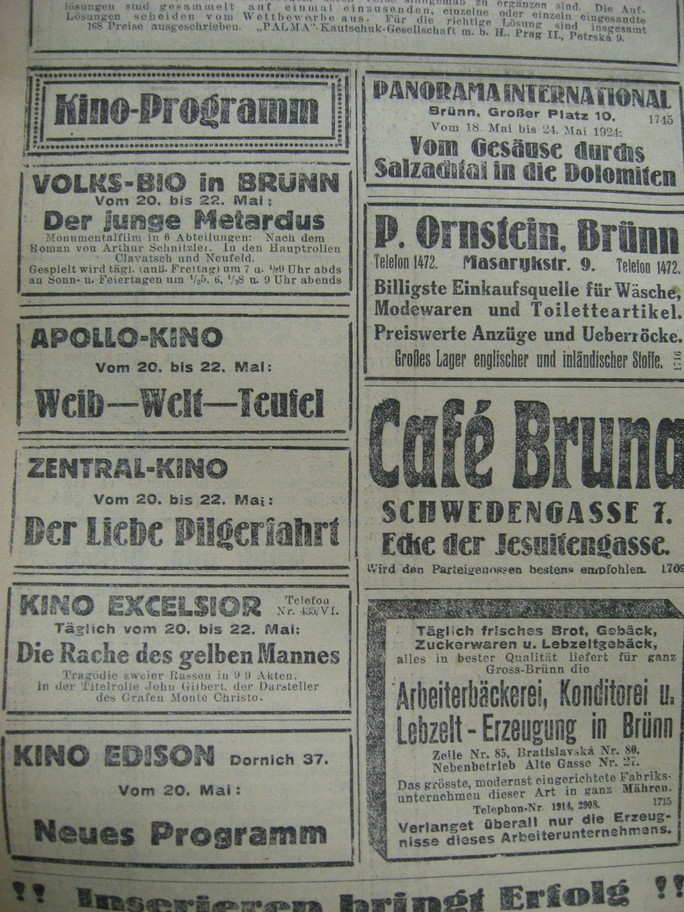 lösungen sind gesammelt auf einmal einzusenden, einzelne oder einzeln eingesandte
Lösungen scheiden vom Wettbewerbe aus. Für die richtige Lösung sind insgesamt
168 Preise ausgeschrieben. „PALMA"-Kautschuk-Gesellschaft m. b. H., Prag II., Petrská 9.
Kino-Programm
VOLKS-BIO in BRÜNN
Vom 20. bis 22. Mai:
Der junge Metardus
Monumentalfilm in 6 Abteilungen: Nach dem
Roman von Arthur Schnitzler. In den Hauptrollen
Clavatsch und Neufeld.
Gespielt wird tägl. (auß. Freitag) um 7 u. ½9 Uhr abds
an Sonn- u. Feiertagen um ½5, 6, ½8 u. 9 Uhr abends
APOLLO-KINO
Vom 20. bis 22. Mai:
Weib—Welt—Teufel
ZENTRAL-KINO
Vom 20. bis 22. Mai:
Der Liebe Pilgerfahrt
KINO EXCELSIOR Telefon
Nr. 435/VI.
Täglich vom 20. bis 22. Mai:
Die Rache des gelben Mannes
Tragödie zweier Rassen in 9 9 Akten.
In der Titelrolle John Gilbert, der Darsteller
des Grafen Monte Christo.
KINO EDISON Dornich 37.
Vom 20. Mai:
Neues Programm
PANORAMA INTERNATIONAL
Brünn, Großer Platz 10. 1745
Vom 18. Mai bis 24. Mai 1924:
Vom Gesäuse durchs
Salzachtal in die Dolomiten
P. Ornstein, Brünn
Telefon 1472. Masarykstr. 9. Telefon 1472.
Billigste Einkaufsquelle für Wäsche,
Modewaren und Toiletteartikel.
Preiswerte Anzüge und Ueberröcke.
Großes Lager englischer und inländischer Stoffe. 1716
Café Bruna
SCHWEDENGASSE 7.
Ecke der Jesuitengasse.
Wird den Parteigenossen bestens empfohlen. 1709
Täglich frisches Brot, Gebäck,
Zuckerwaren u. Lebzeltgebäck,
alles in bester Qualität liefert für ganz
Gross-Brünn die
Arbeiterbäckerei, Konditorei u.
Lebzelt-Erzeugung in Brünn
Zeile Nr. 85, Bratislavská Nr. 80.
Nebenbetrieb Alte Gasse Nr. 27.
Das grösste, modernst eingerichtete Fabriks-
unternehmen dieser Art in ganz Mähren.
Telephon-Nr. 1914, 2908. 1715
Verlanget überall nur die Erzeug-
nisse dieses Arbeiterunternehmens.
!! Inserieren bringt Erfolg !!